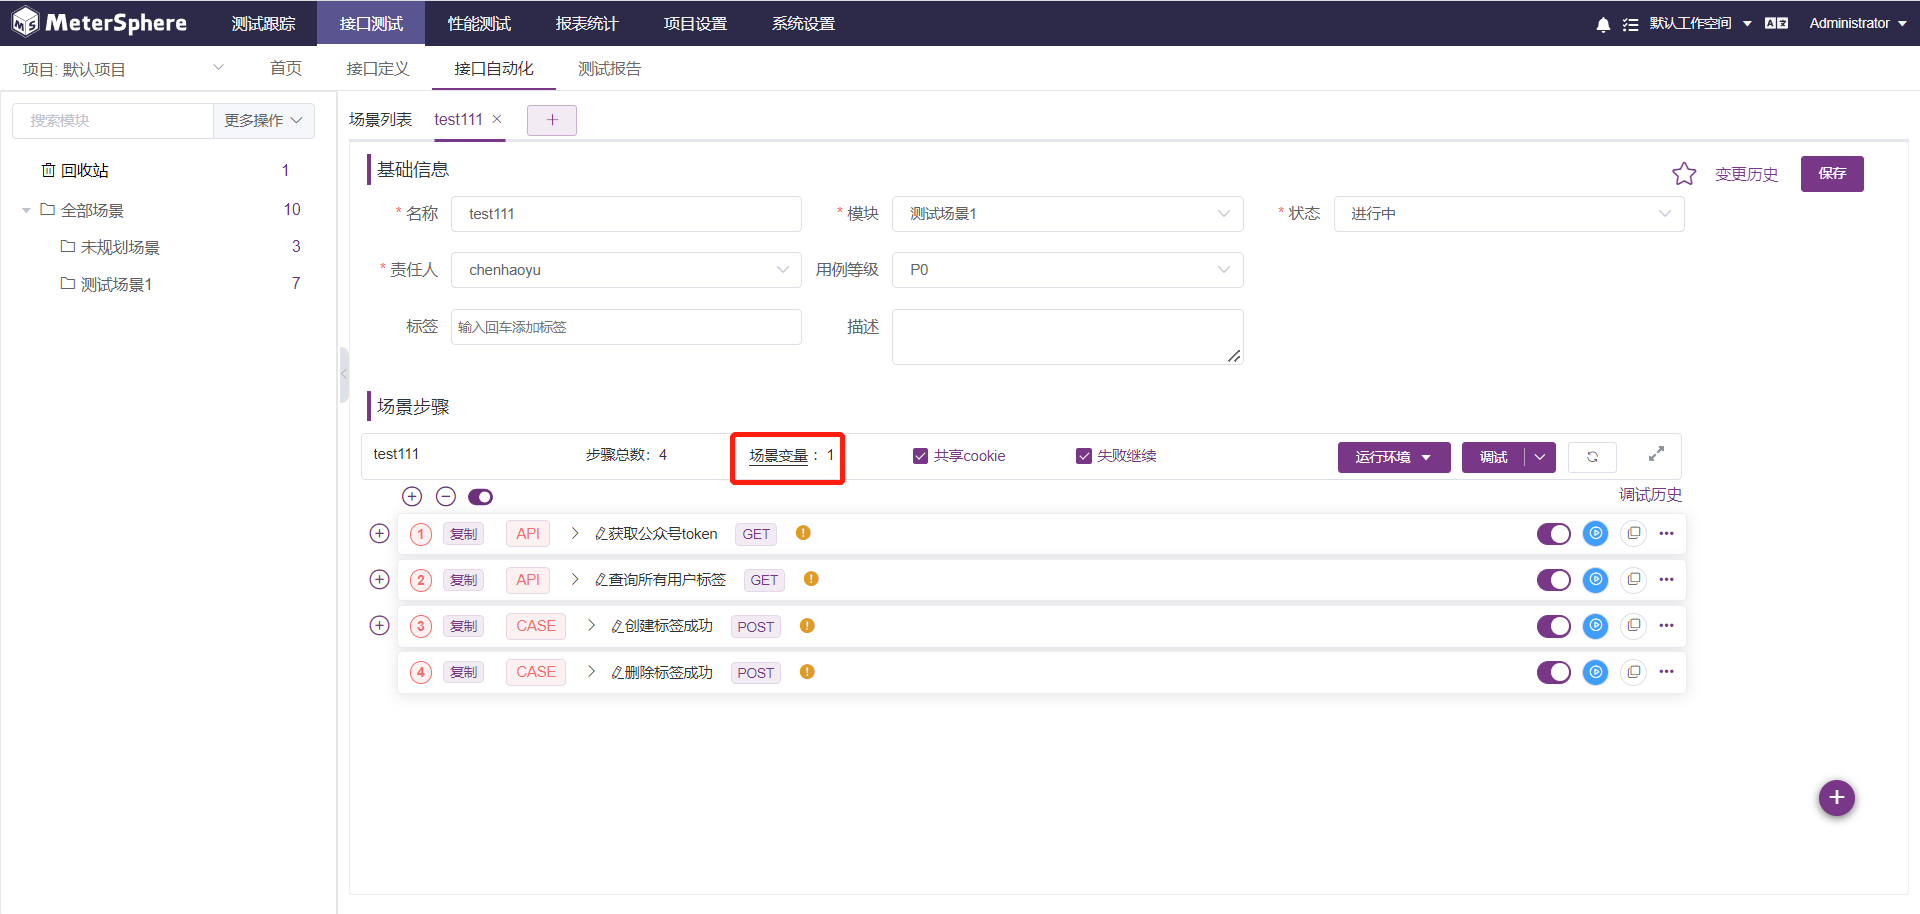 MeterSphere 测试跟踪 接口测试 性能测试 报表统计 项目设置 系统设置 默认工作空间 Administrator
项目: 默认项目 首页 接口定义 接口自动化 测试报告
搜索模块 更多操作
回收站 1
全部场景 10
未规划场景 3
测试场景1 7
场景列表 test111 × +
基础信息 变更历史 保存
* 名称 test111 * 模块 测试场景1 * 状态 进行中
* 责任人 chenhaoyu 用例等级 P0
标签 输入回车添加标签 描述
场景步骤
test111 步骤总数: 4 场景变量 : 1 共享cookie 失败继续 运行环境 调试
调试历史
1 复制 API 获取公众号token GET
2 复制 API 查询所有用户标签 GET
3 复制 CASE 创建标签成功 POST
4 复制 CASE 删除标签成功 POST